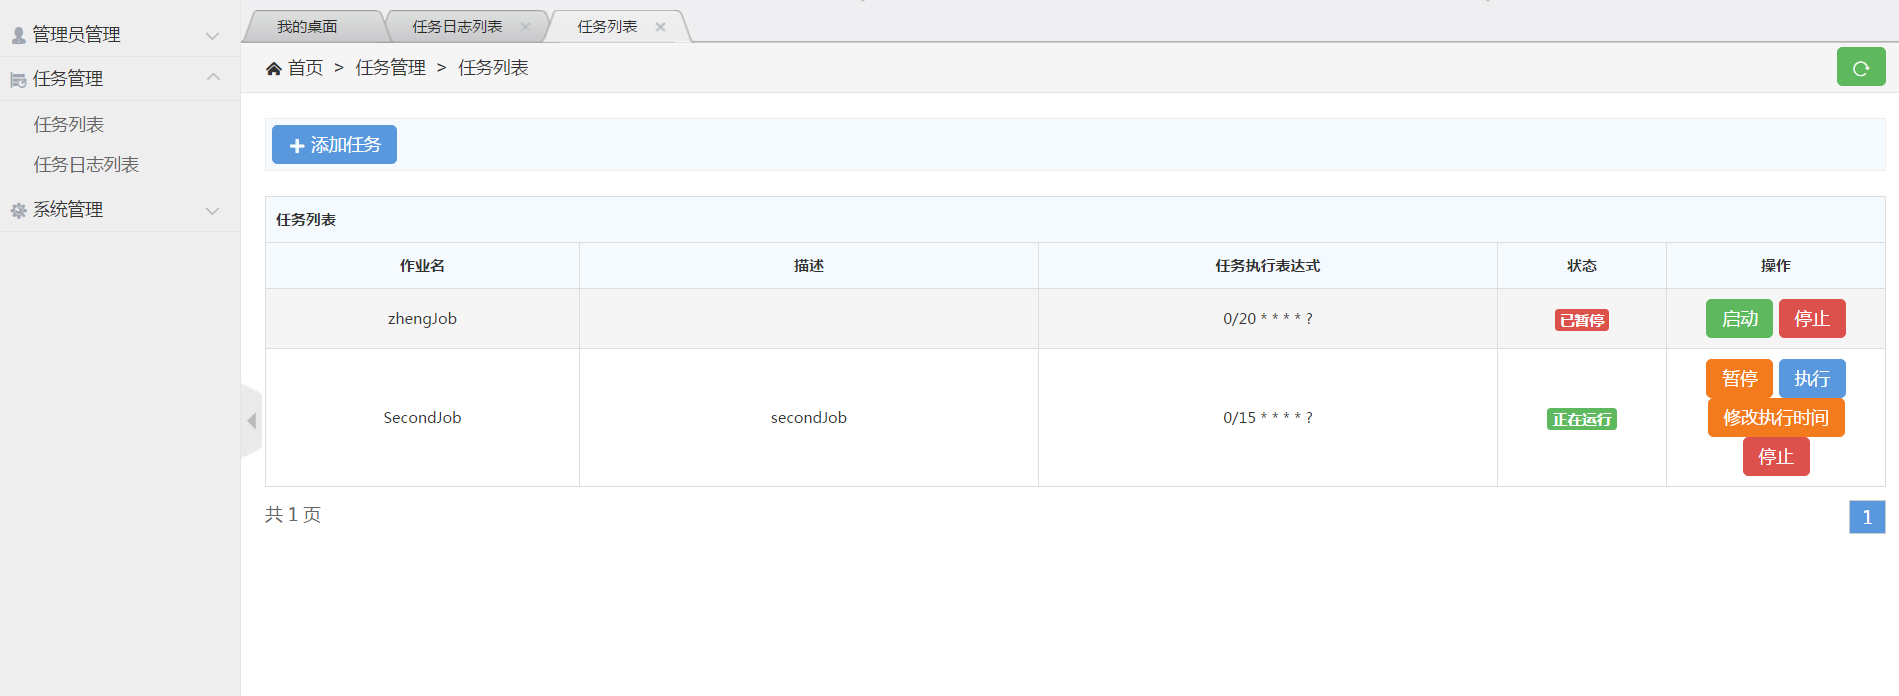 管理员管理
任务管理
任务列表
任务日志列表
系统管理
我的桌面 任务日志列表 任务列表
首页 > 任务管理 > 任务列表
添加任务
任务列表
作业名 描述 任务执行表达式 状态 操作
zhengJob 0/20 * * * * ? 已暂停 启动 停止
SecondJob secondJob 0/15 * * * * ? 正在运行 暂停 执行
修改执行时间
停止
共 1 页 1